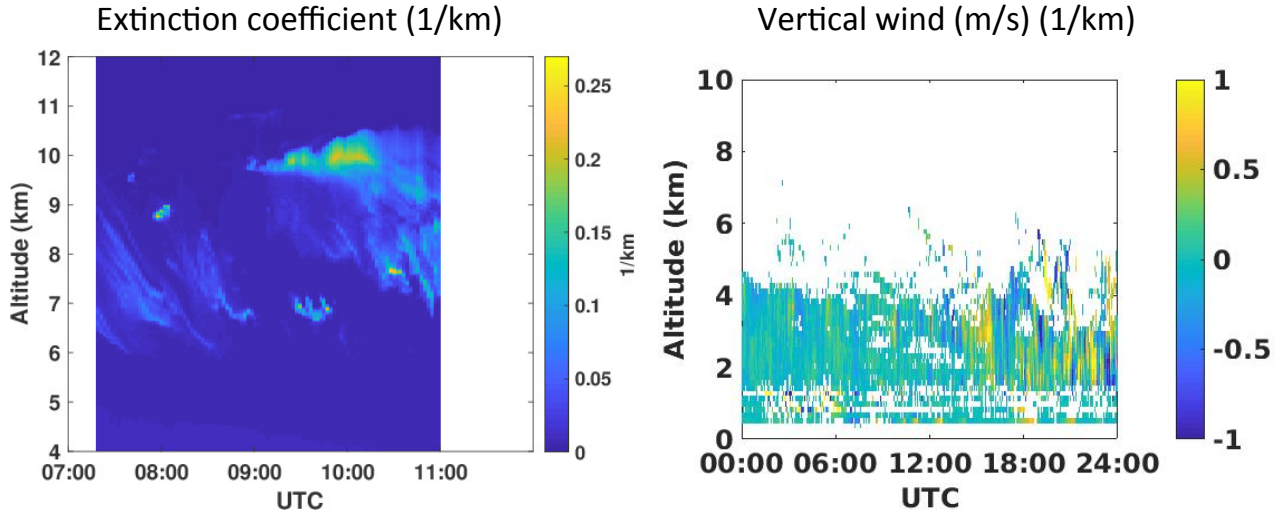 Extinction coefficient (1/km)
12
11
10
9
8
7
6
5
4
Altitude (km)
07:00 08:00 09:00 10:00 11:00
UTC
0.25
0.2
0.15
0.1
0.05
0
1/km
Vertical wind (m/s) (1/km)
10
8
6
4
2
0
Altitude (km)
00:00 06:00 12:00 18:00 24:00
UTC
1
0.5
0
-0.5
-1